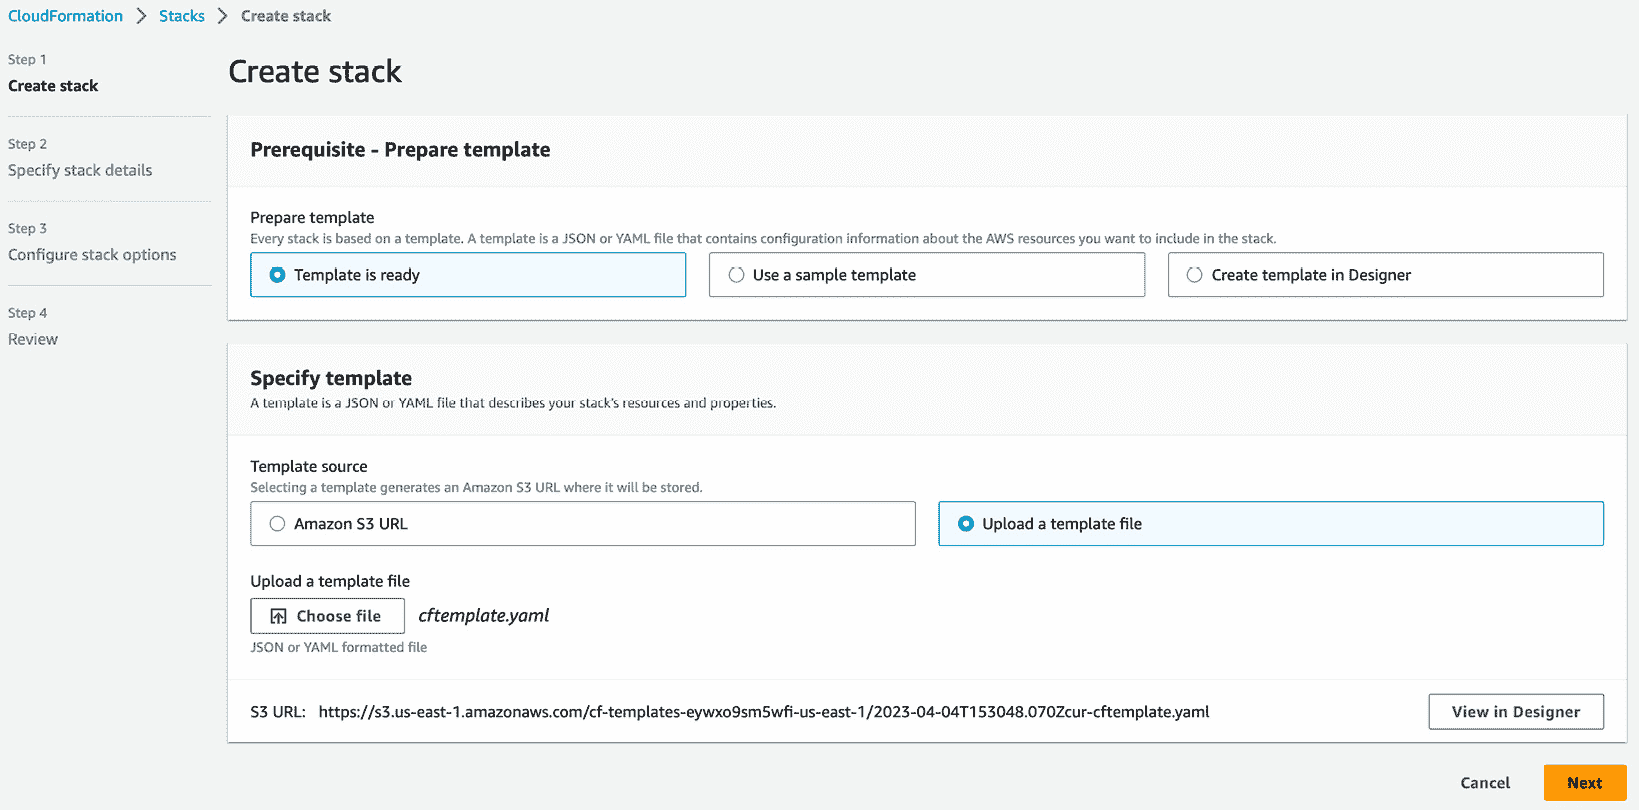 CloudFormation > Stacks > Create stack
Step 1
Create stack
Step 2
Specify stack details
Step 3
Configure stack options
Step 4
Review
Create stack
Prerequisite - Prepare template
Prepare template
Every stack is based on a template. A template is a JSON or YAML file that contains configuration information about the AWS resources you want to include in the stack.
Template is ready
Use a sample template
Create template in Designer
Specify template
A template is a JSON or YAML file that describes your stack's resources and properties.
Template source
Selecting a template generates an Amazon S3 URL where it will be stored.
Amazon S3 URL
Upload a template file
Upload a template file
Choose file cftemplate.yaml
JSON or YAML formatted file
S3 URL: https://s3.us-east-1.amazonaws.com/cf-templates-eywxo9sm5wfi-us-east-1/2023-04-04T153048.070Zcur-cftemplate.yaml
View in Designer
Cancel
Next